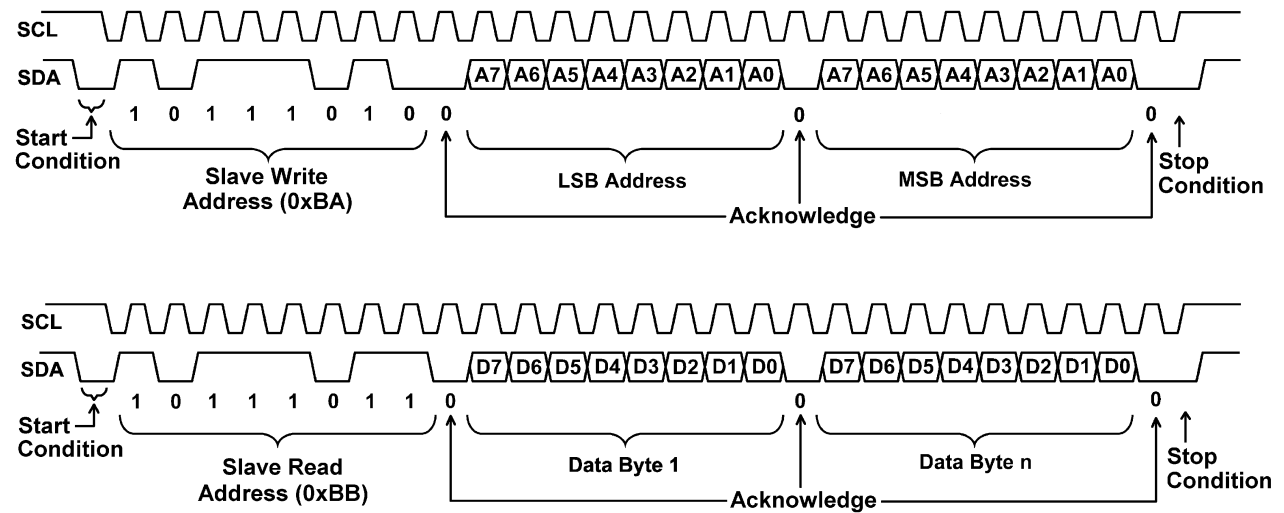 SCL
SDA A7 A6 A5 A4 A3 A2 A1 A0 A7 A6 A5 A4 A3 A2 A1 A0
1 0 1 1 1 0 1 0 0 0 0
Start
Condition
Slave Write
Address (0xBA)
LSB Address
MSB Address
Stop
Condition
Acknowledge
SCL
SDA D7 D6 D5 D4 D3 D2 D1 D0 D7 D6 D5 D4 D3 D2 D1 D0
1 0 1 1 1 0 1 1 0 0 0
Start
Condition
Slave Read
Address (0xBB)
Data Byte 1
Data Byte n
Stop
Condition
Acknowledge